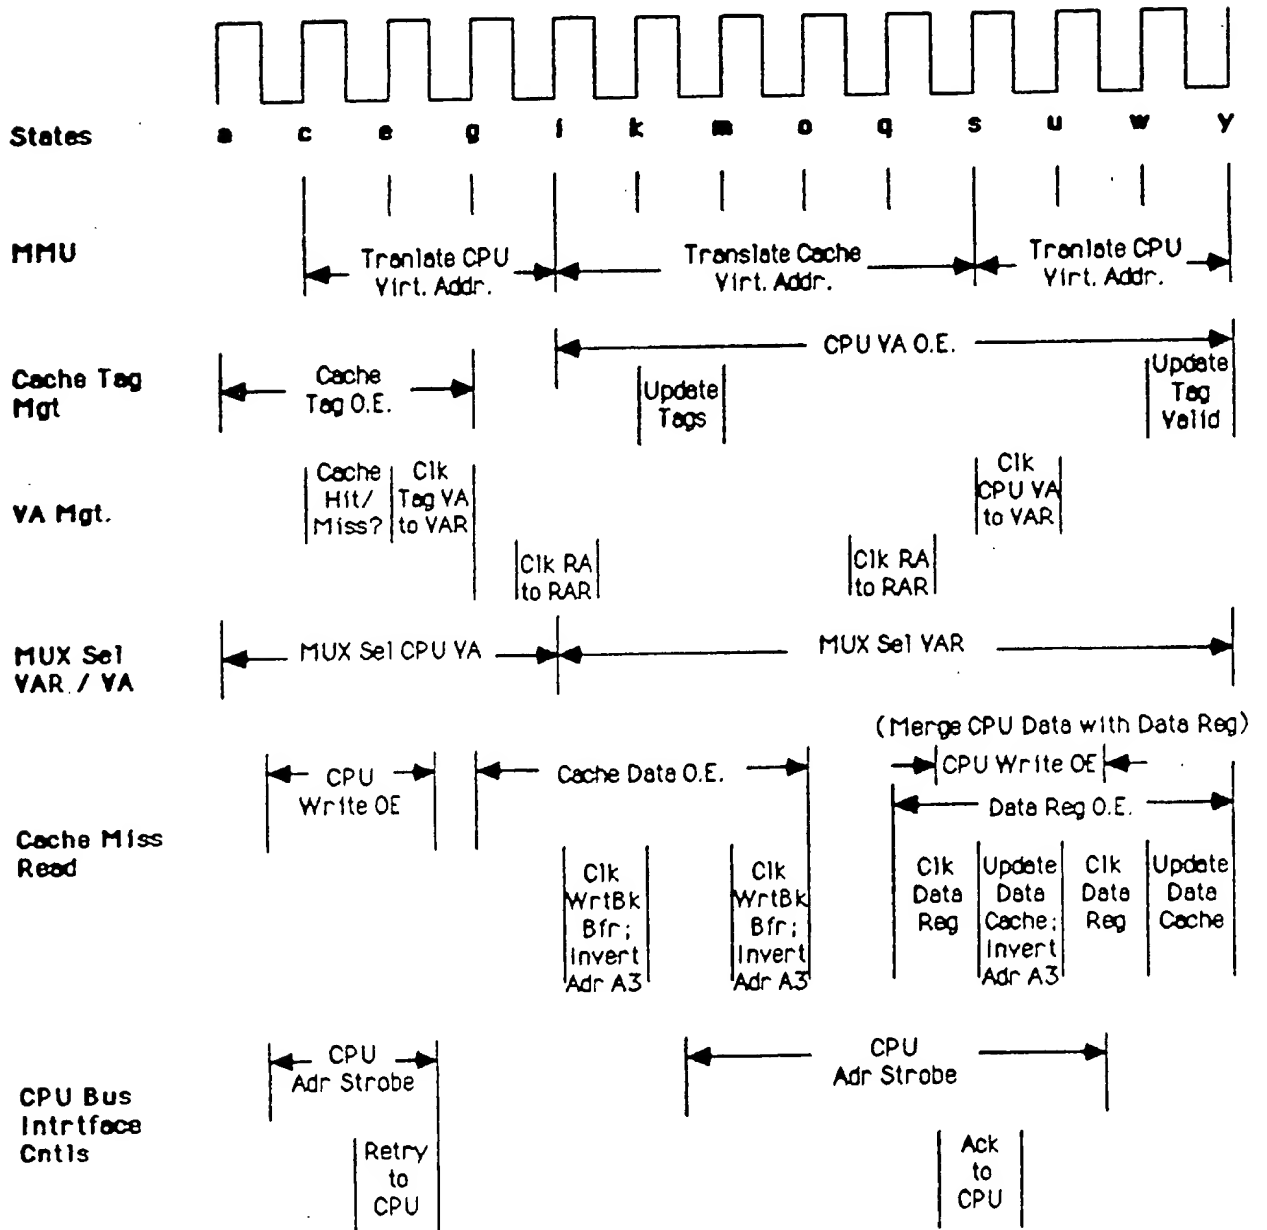 States a c e g i k m o q s u w y
MMU
Tranlate CPU
Virt. Addr.
Translate Cache
Virt. Addr.
Tranlate CPU
Virt. Addr.
CPU VA O.E.
Cache Tag
Mgt
Cache
Tag O.E.
Update
Tags
Update
Tag
Valid
VA Mgt.
Cache
Hit/
Miss?
Clk
Tag VA
to VAR
Clk RA
to RAR
Clk RA
to RAR
Clk
CPU VA
to VAR
MUX Sel
VAR / VA
MUX Sel CPU VA
MUX Sel VAR
(Merge CPU Data with Data Reg)
CPU
Write OE
Cache Data O.E.
CPU Write OE
Data Reg O.E.
Cache Miss
Read
Clk
WrtBk
Bfr;
Invert
Adr A3
Clk
WrtBk
Bfr;
Invert
Adr A3
Clk
Data
Reg
Update
Data
Cache;
Invert
Adr A3
Clk
Data
Reg
Update
Data
Cache
CPU Bus
Intrtface
Cntls
CPU
Adr Strobe
CPU
Adr Strobe
Retry
to
CPU
Ack
to
CPU